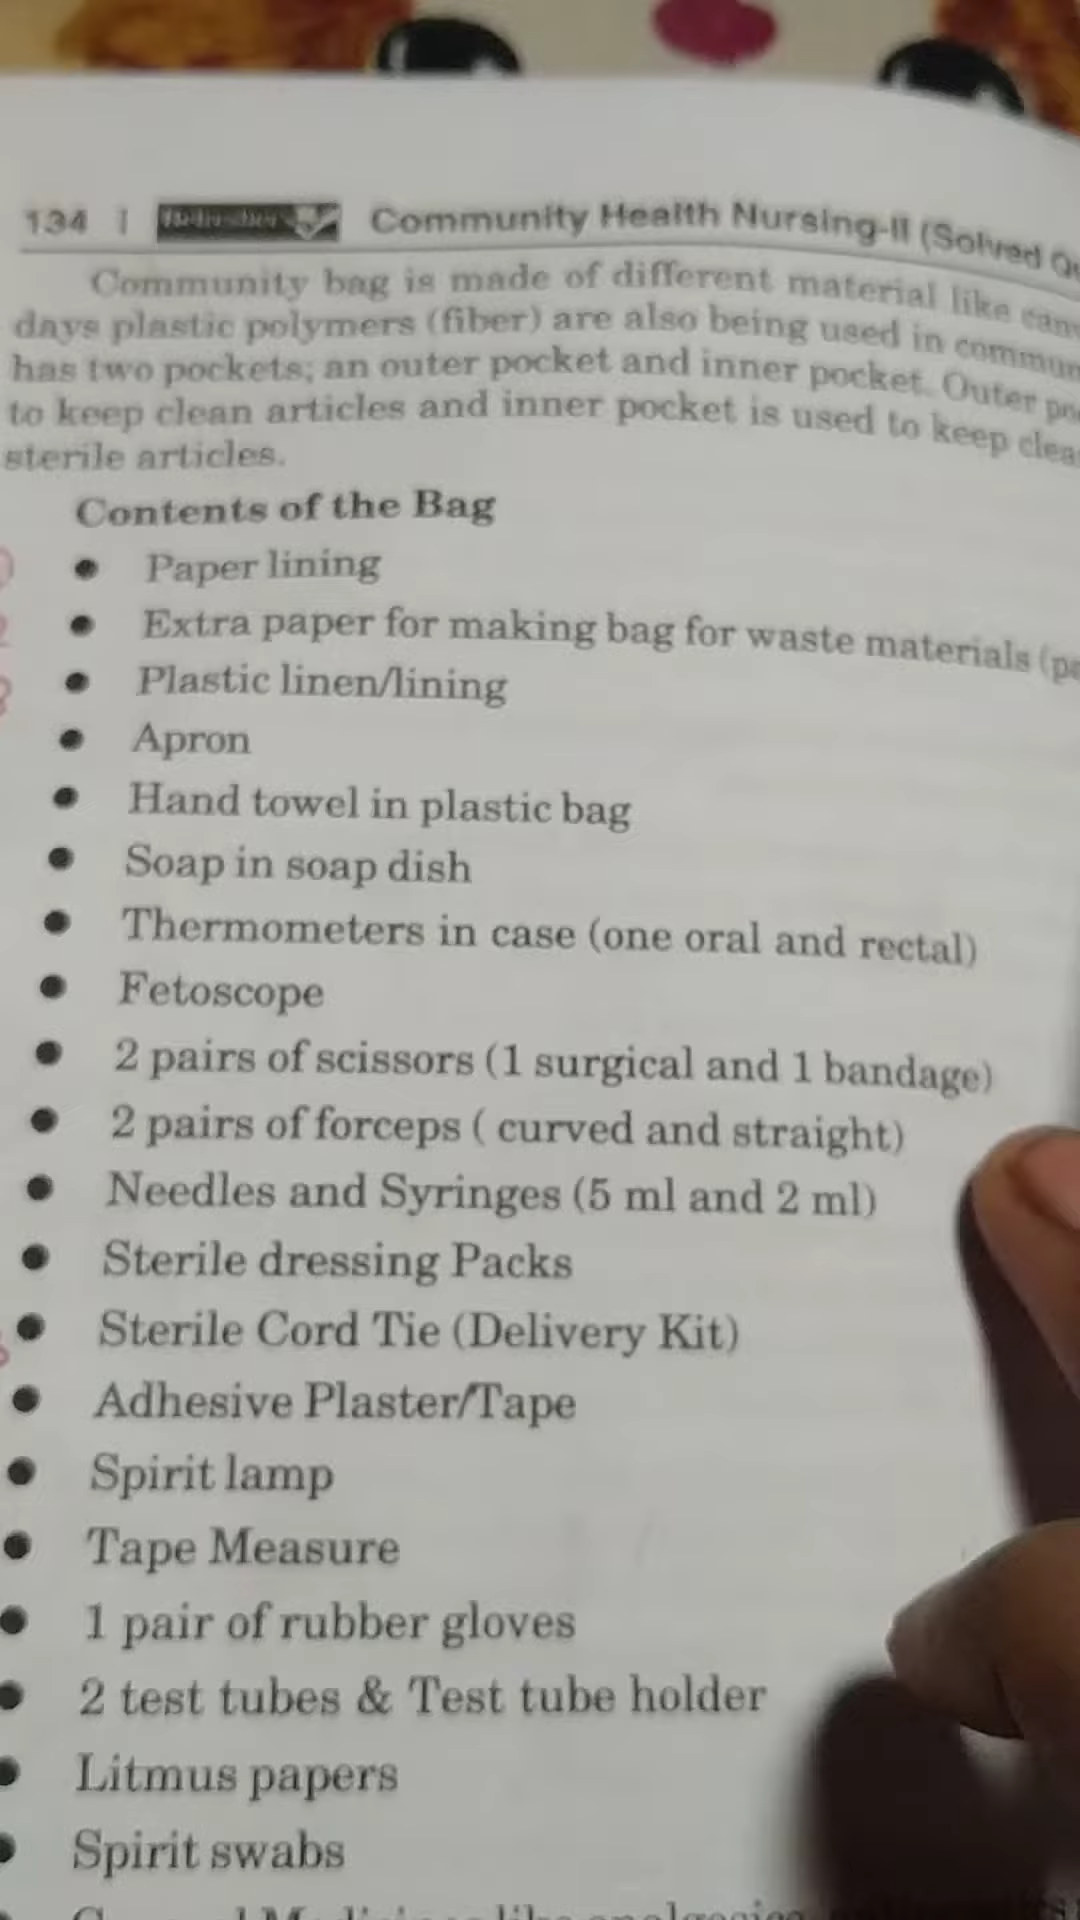 134 | Community Health Nursing-II (Solved
Community bag is made of different material like
days plastic polymers (fiber) are also being used in
has two pockets; an outer pocket and inner pocket. Outer
to keep clean articles and inner pocket is used to keep
sterile articles.
Contents of the Bag
• Paper lining
• Extra paper for making bag for waste materials
• Plastic linen/lining
• Apron
• Hand towel in plastic bag
• Soap in soap dish
• Thermometers in case (one oral and rectal)
• Fetoscope
• 2 pairs of scissors (1 surgical and 1 bandage)
• 2 pairs of forceps ( curved and straight)
• Needles and Syringes (5 ml and 2 ml)
• Sterile dressing Packs
• Sterile Cord Tie (Delivery Kit)
• Adhesive Plaster/Tape
• Spirit lamp
• Tape Measure
• 1 pair of rubber gloves
• 2 test tubes & Test tube holder
• Litmus papers
• Spirit swabs